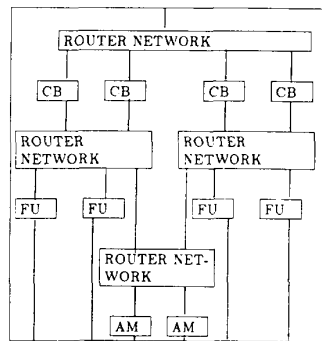 ROUTER NETWORK
CB CB CB CB
ROUTER NETWORK
ROUTER NETWORK
FU FU FU FU
ROUTER NET-
WORK
AM AM